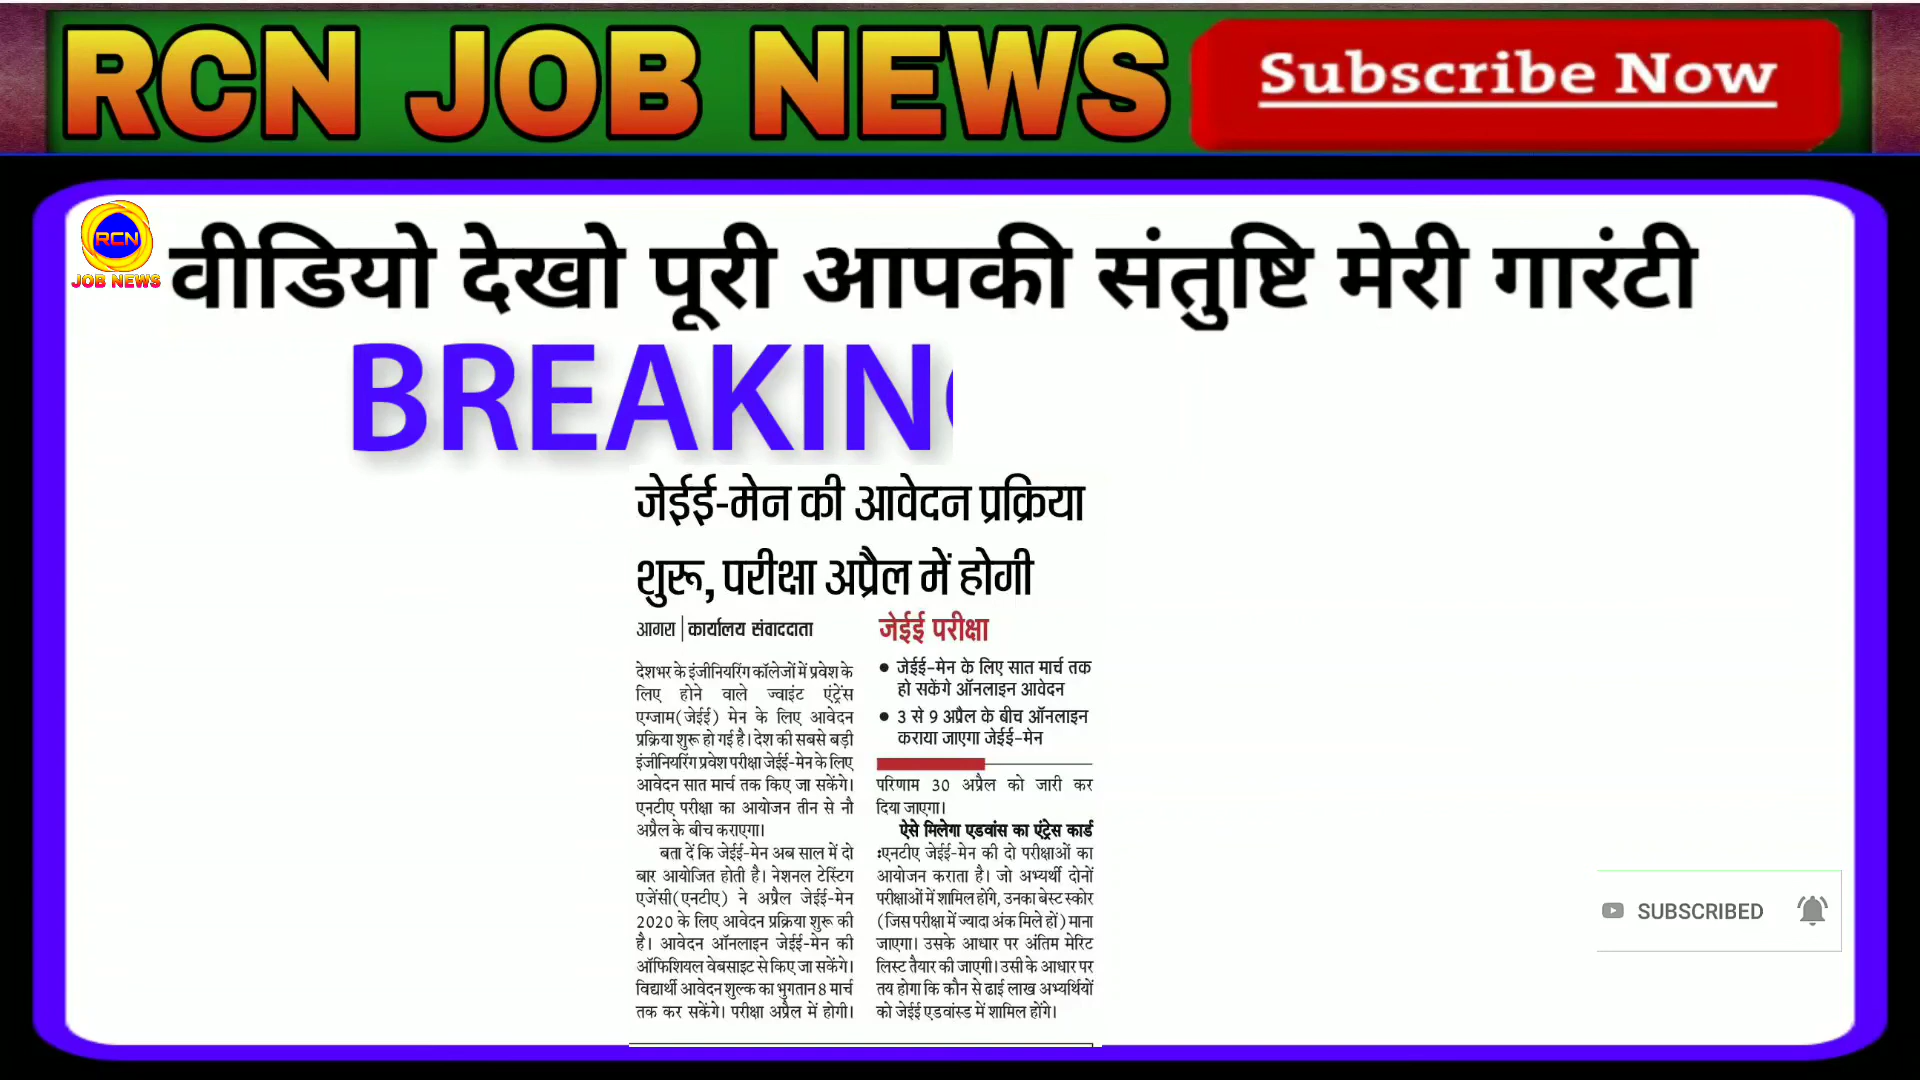 RCN JOB NEWS
Subscribe Now
RCN
JOB NEWS
वीडियो देखो पूरी आपकी संतुष्टि मेरी गारंटी
BREAKIN
जेईई-मेन की आवेदन प्रक्रिया
शुरू, परीक्षा अप्रैल में होगी
आगरा | कार्यालय संवाददाता
देशभर के इंजीनियरिंग कॉलेजों में प्रवेश के
लिए होने वाले ज्वाइंट एंट्रेंस
एग्जाम(जेईई) मेन के लिए आवेदन
प्रक्रिया शुरू हो गई है। देश की सबसे बड़ी
इंजीनियरिंग प्रवेश परीक्षा जेईई-मेन के लिए
आवेदन सात मार्च तक किए जा सकेंगे।
एनटीए परीक्षा का आयोजन तीन से नौ
अप्रैल के बीच कराएगा।
बता दें कि जेईई-मेन अब साल में दो
बार आयोजित होती है। नेशनल टेस्टिंग
एजेंसी(एनटीए) ने अप्रैल जेईई-मेन
2020 के लिए आवेदन प्रक्रिया शुरू की
है। आवेदन ऑनलाइन जेईई-मेन की
ऑफिशियल वेबसाइट से किए जा सकेंगे।
विद्यार्थी आवेदन शुल्क का भुगतान 8 मार्च
तक कर सकेंगे। परीक्षा अप्रैल में होगी।
जेईई परीक्षा
● जेईई-मेन के लिए सात मार्च तक
हो सकेंगे ऑनलाइन आवेदन
● 3 से 9 अप्रैल के बीच ऑनलाइन
कराया जाएगा जेईई-मेन
परिणाम 30 अप्रैल को जारी कर
दिया जाएगा।
ऐसे मिलेगा एडवांस का एंट्रेस कार्ड
:एनटीए जेईई-मेन की दो परीक्षाओं का
आयोजन कराता है। जो अभ्यर्थी दोनों
परीक्षाओं में शामिल होंगे, उनका बेस्ट स्कोर
(जिस परीक्षा में ज्यादा अंक मिले हों) माना
जाएगा। उसके आधार पर अंतिम मेरिट
लिस्ट तैयार की जाएगी। उसी के आधार पर
तय होगा कि कौन से ढाई लाख अभ्यर्थियों
को जेईई एडवांस्ड में शामिल होंगे।
SUBSCRIBED